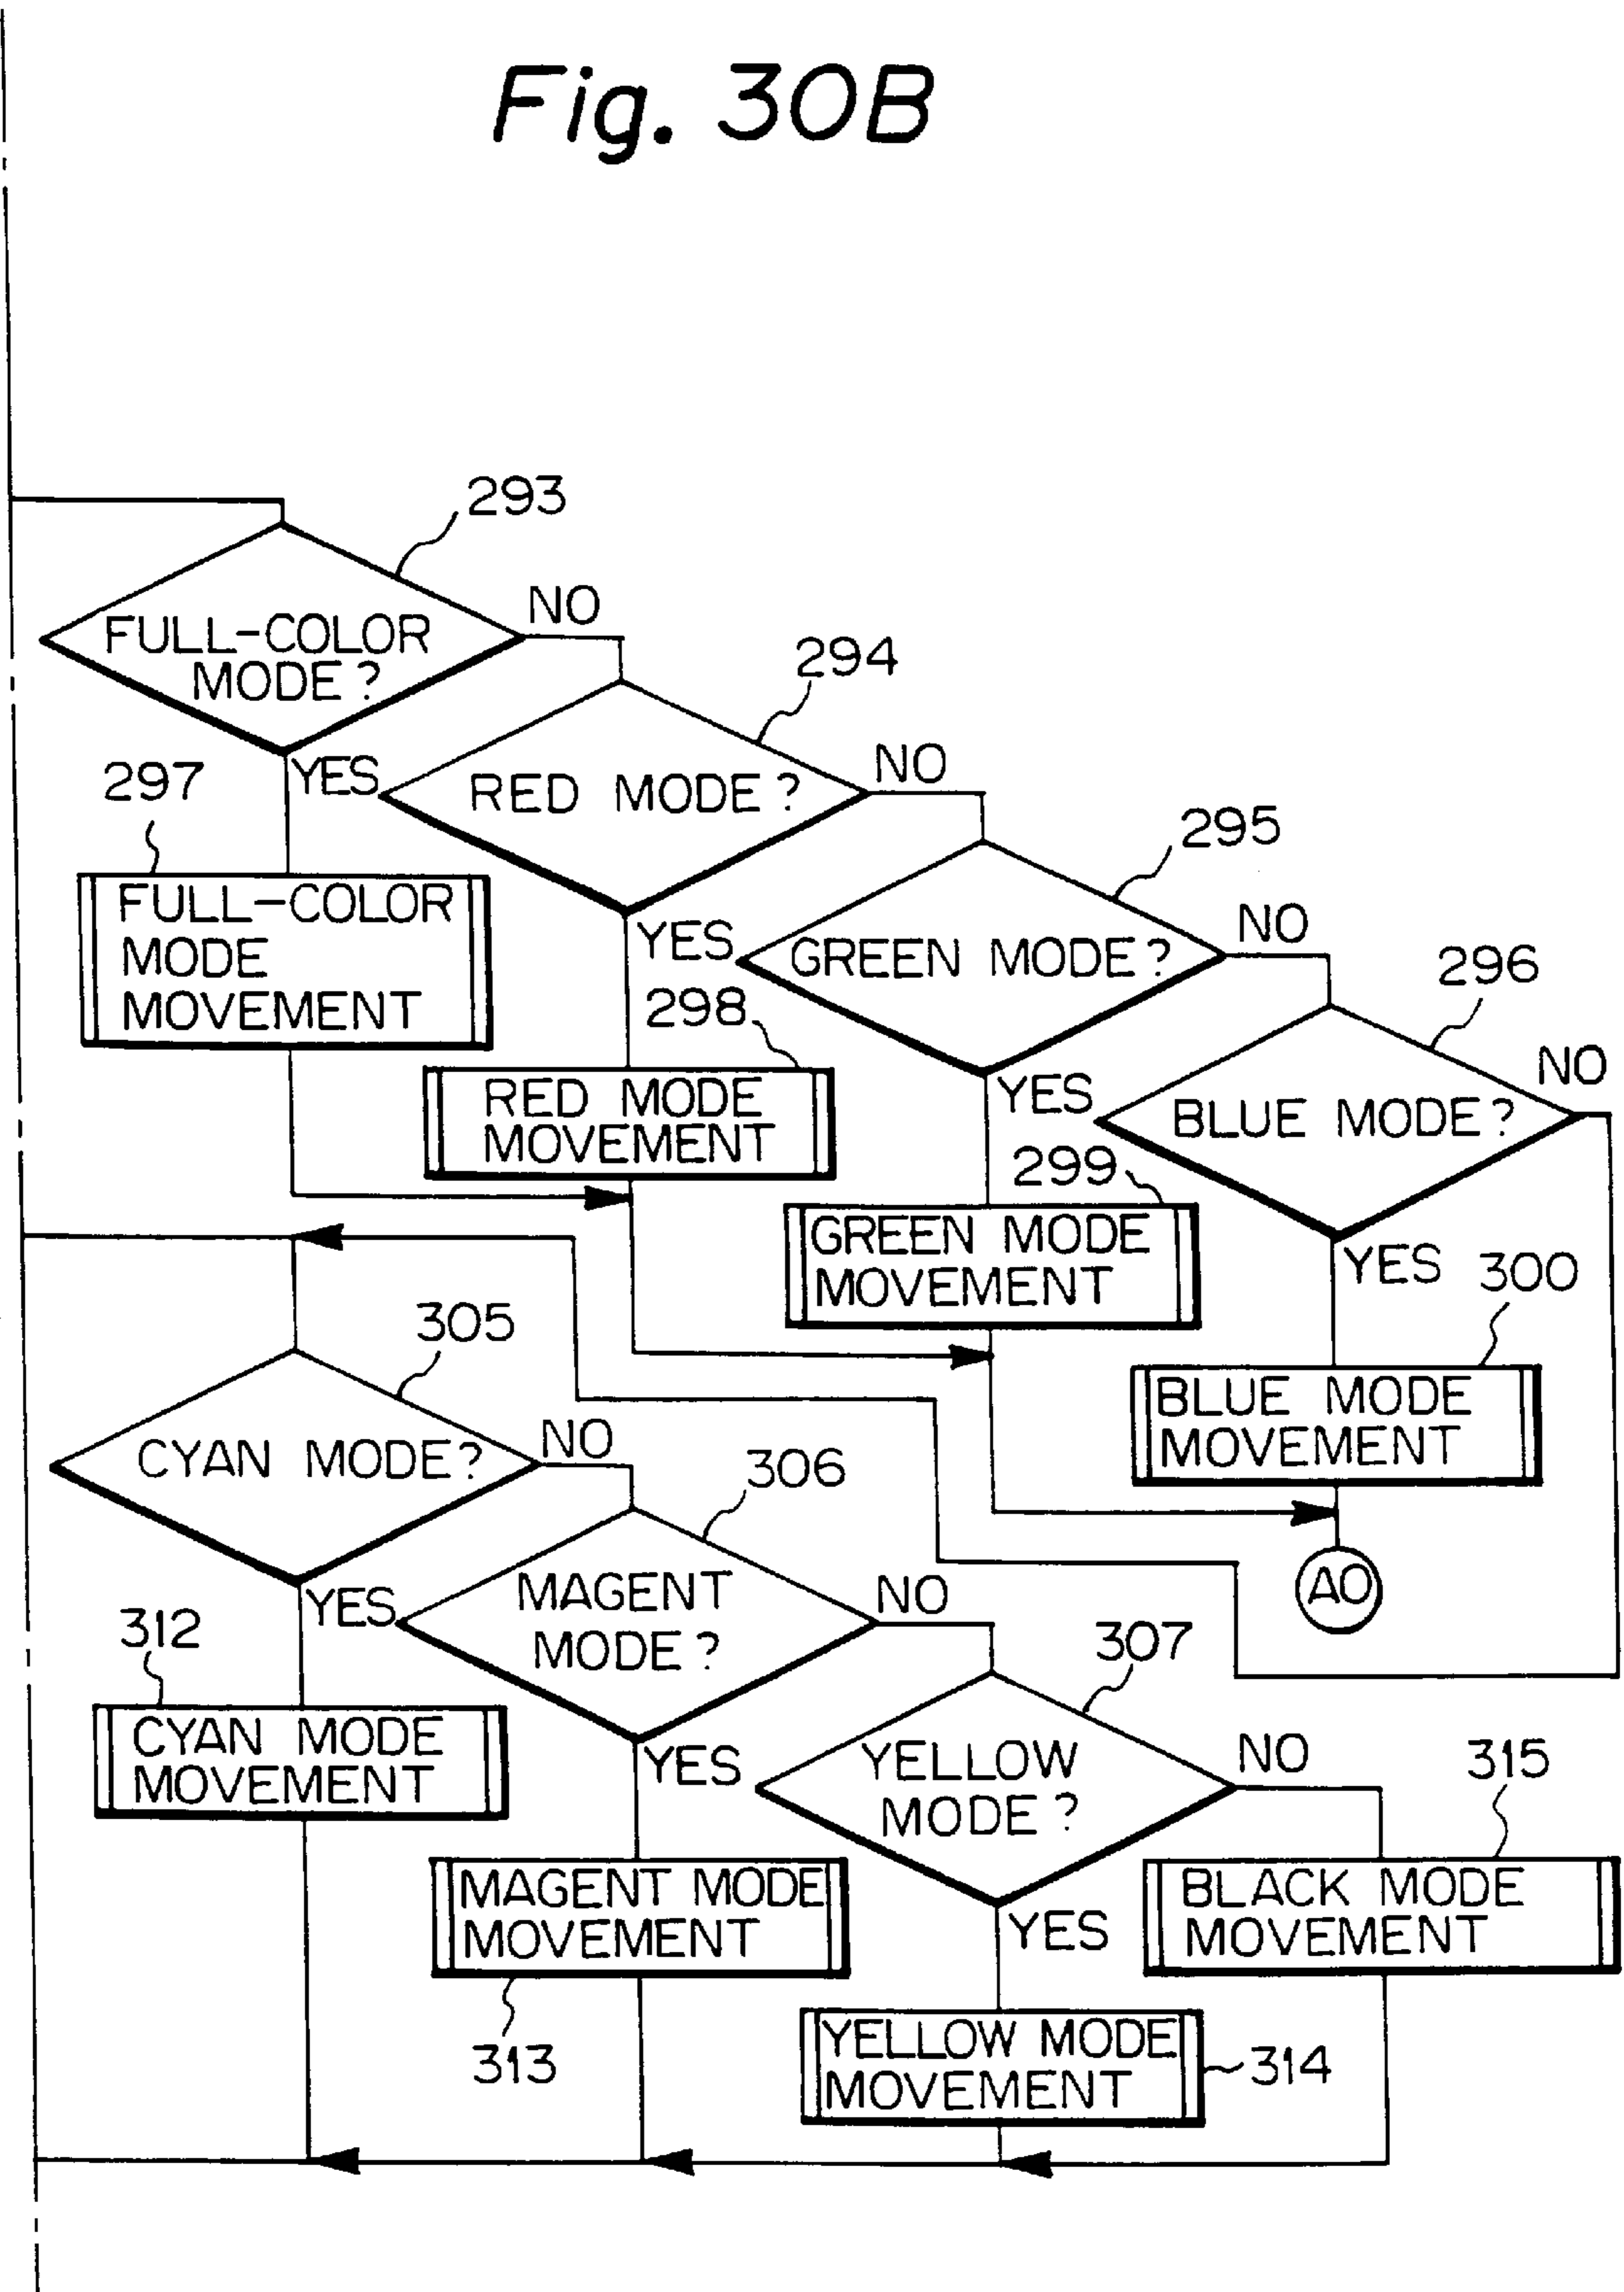 Fig. 30B
293
FULL-COLOR
MODE?
NO
294
297
YES
RED MODE?
NO
295
FULL-COLOR
MODE
MOVEMENT
YES
GREEN MODE?
NO
296
298
RED MODE
MOVEMENT
YES
BLUE MODE?
NO
299
GREEN MODE
MOVEMENT
YES
300
BLUE MODE
MOVEMENT
A0
305
CYAN MODE?
NO
306
312
YES
MAGENT
MODE?
NO
307
CYAN MODE
MOVEMENT
YES
YELLOW
MODE?
NO
315
MAGENT MODE
MOVEMENT
313
YES
BLACK MODE
MOVEMENT
YELLOW MODE
MOVEMENT
314